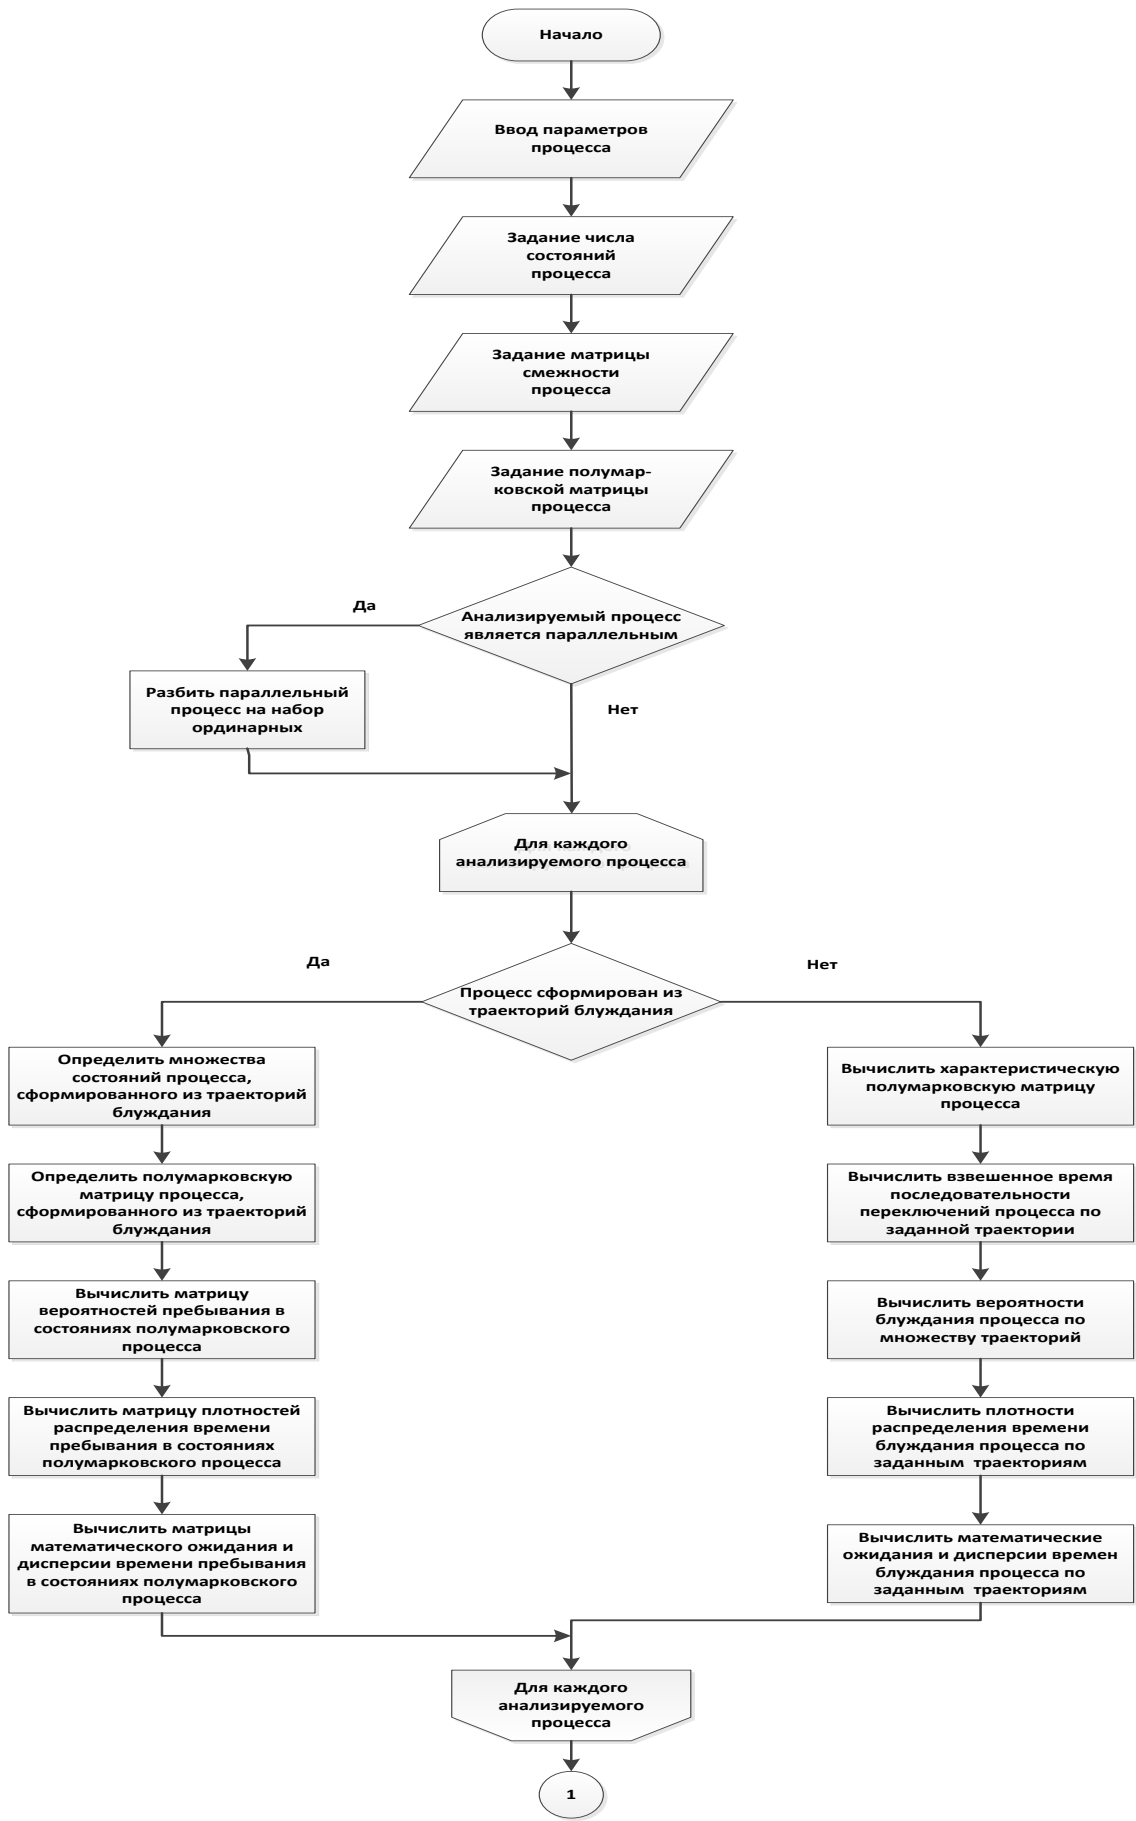 Начало
Ввод параметров
процесса
Задание числа
состояний
процесса
Задание матрицы
смежности
процесса
Задание полумар-
ковской матрицы
процесса
Да
Анализируемый процесс
является параллельным
Разбить параллельный
процесс на набор
ординарных
Нет
Для каждого
анализируемого процесса
Да
Нет
Процесс сформирован из
траекторий блуждания
Определить множества
состояний процесса,
сформированного из траекторий
блуждания
Определить полумарковскую
матрицу процесса,
сформированного из траекторий
блуждания
Вычислить матрицу
вероятностей пребывания в
состояниях полумарковского
процесса
Вычислить матрицу плотностей
распределения времени
пребывания в состояниях
полумарковского процесса
Вычислить матрицы
математического ожидания и
дисперсии времени пребывания
в состояниях полумарковского
процесса
Вычислить характеристическую
полумарковскую матрицу
процесса
Вычислить взвешенное время
последовательности
переключений процесса по
заданной траектории
Вычислить вероятности
блуждания процесса по
множеству траекторий
Вычислить плотности
распределения времени
блуждания процесса по
заданным траекториям
Вычислить математические
ожидания и дисперсии времен
блуждания процесса по
заданным траекториям
Для каждого
анализируемого
процесса
1